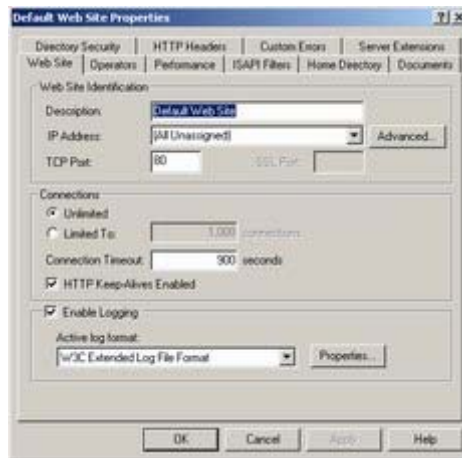 Default Web Site Properties
Directory Security HTTP Headers Custom Errors Server Extensions
Web Site Operators Performance ISAPI Filters Home Directory Documents
Web Site Identification
Description: Default Web Site
IP Address: (All Unassigned) Advanced...
TCP Port: 80 SSL Port:
Connections
Unlimited
Limited To: 1,000 connections
Connection Timeout: 900 seconds
HTTP Keep-Alives Enabled
Enable Logging
Active log format:
W3C Extended Log File Format Properties...
OK Cancel Apply Help